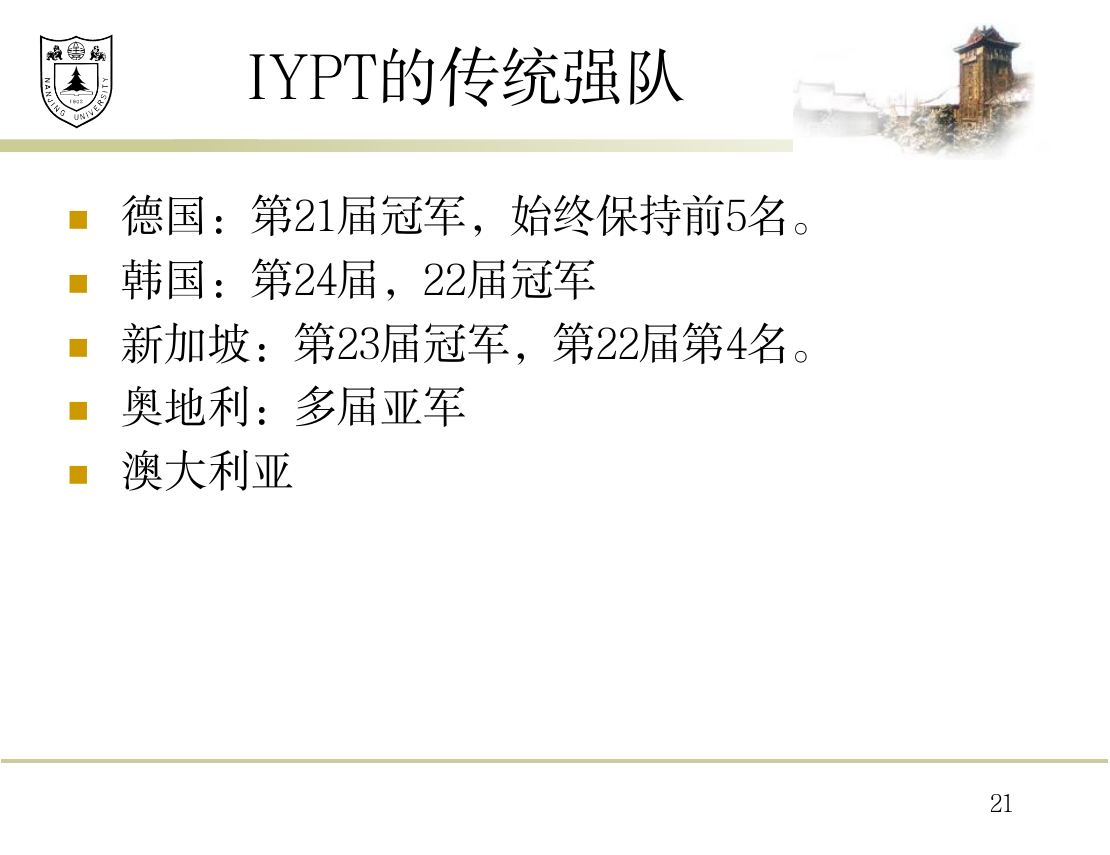 NANJING UNIVERSITY
1902
IYPT的传统强队
德国：第21届冠军，始终保持前5名。
韩国：第24届，22届冠军
新加坡：第23届冠军，第22届第4名。
奥地利：多届亚军
澳大利亚
21